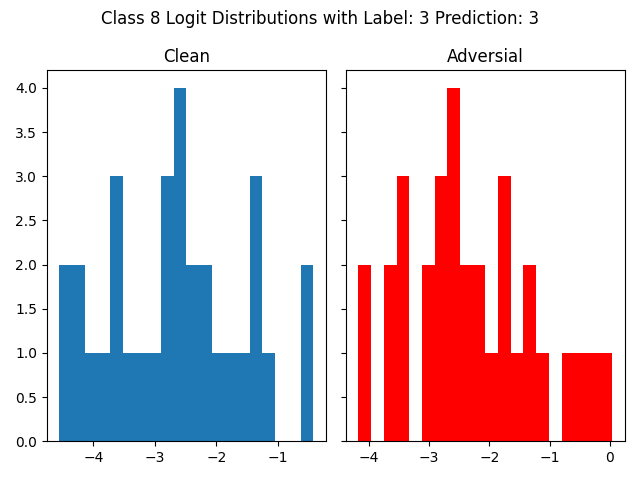 Class 8 Logit Distributions with Label: 3 Prediction: 3
Clean
Adversial
4.0
3.5
3.0
2.5
2.0
1.5
1.0
0.5
0.0
−4 −3 −2 −1
−4 −3 −2 −1 0